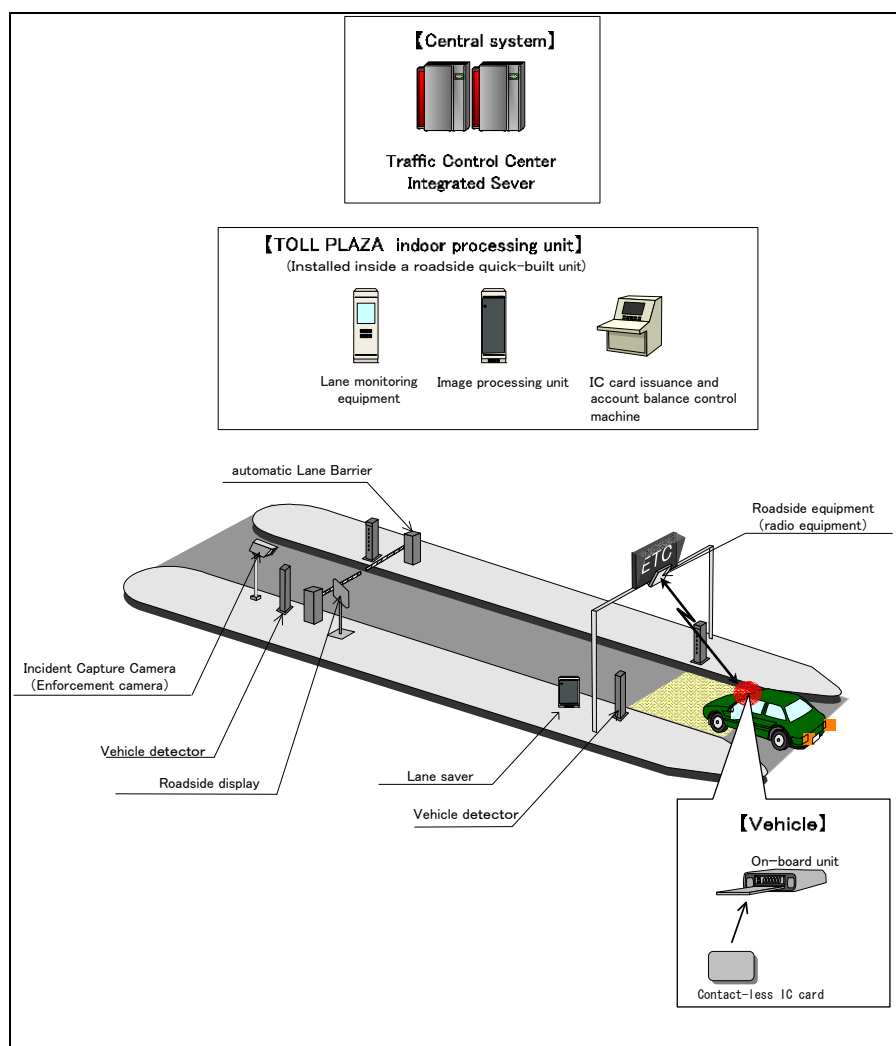 【Central system】
Traffic Control Center
Integrated Sever
【TOLL PLAZA indoor processing unit】
(Installed inside a roadside quick-built unit)
Lane monitoring
equipment
Image processing unit
IC card issuance and
account balance control
machine
automatic Lane Barrier
Roadside equipment
(radio equipment)
ETC
Incident Capture Camera
(Enforcement camera)
Vehicle detector
Roadside display
Lane saver
Vehicle detector
【Vehicle】
On-board unit
Contact-less IC card